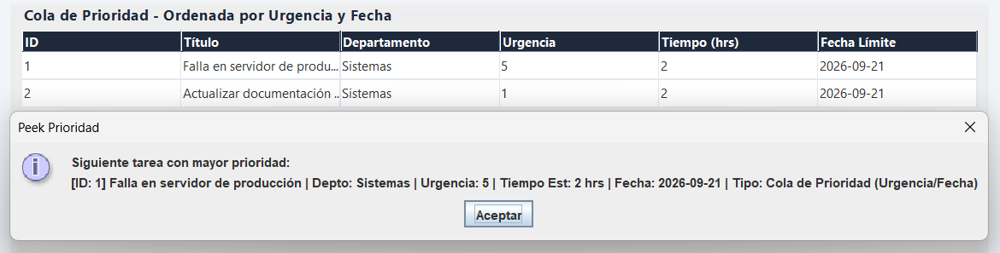 Cola de Prioridad - Ordenada por Urgencia y Fecha
ID Título Departamento Urgencia Tiempo (hrs) Fecha Límite
1 Falla en servidor de produ... Sistemas 5 2 2026-09-21
2 Actualizar documentación ... Sistemas 1 2 2026-09-21
Peek Prioridad
Siguiente tarea con mayor prioridad:
[ID: 1] Falla en servidor de producción | Depto: Sistemas | Urgencia: 5 | Tiempo Est: 2 hrs | Fecha: 2026-09-21 | Tipo: Cola de Prioridad (Urgencia/Fecha)
Aceptar